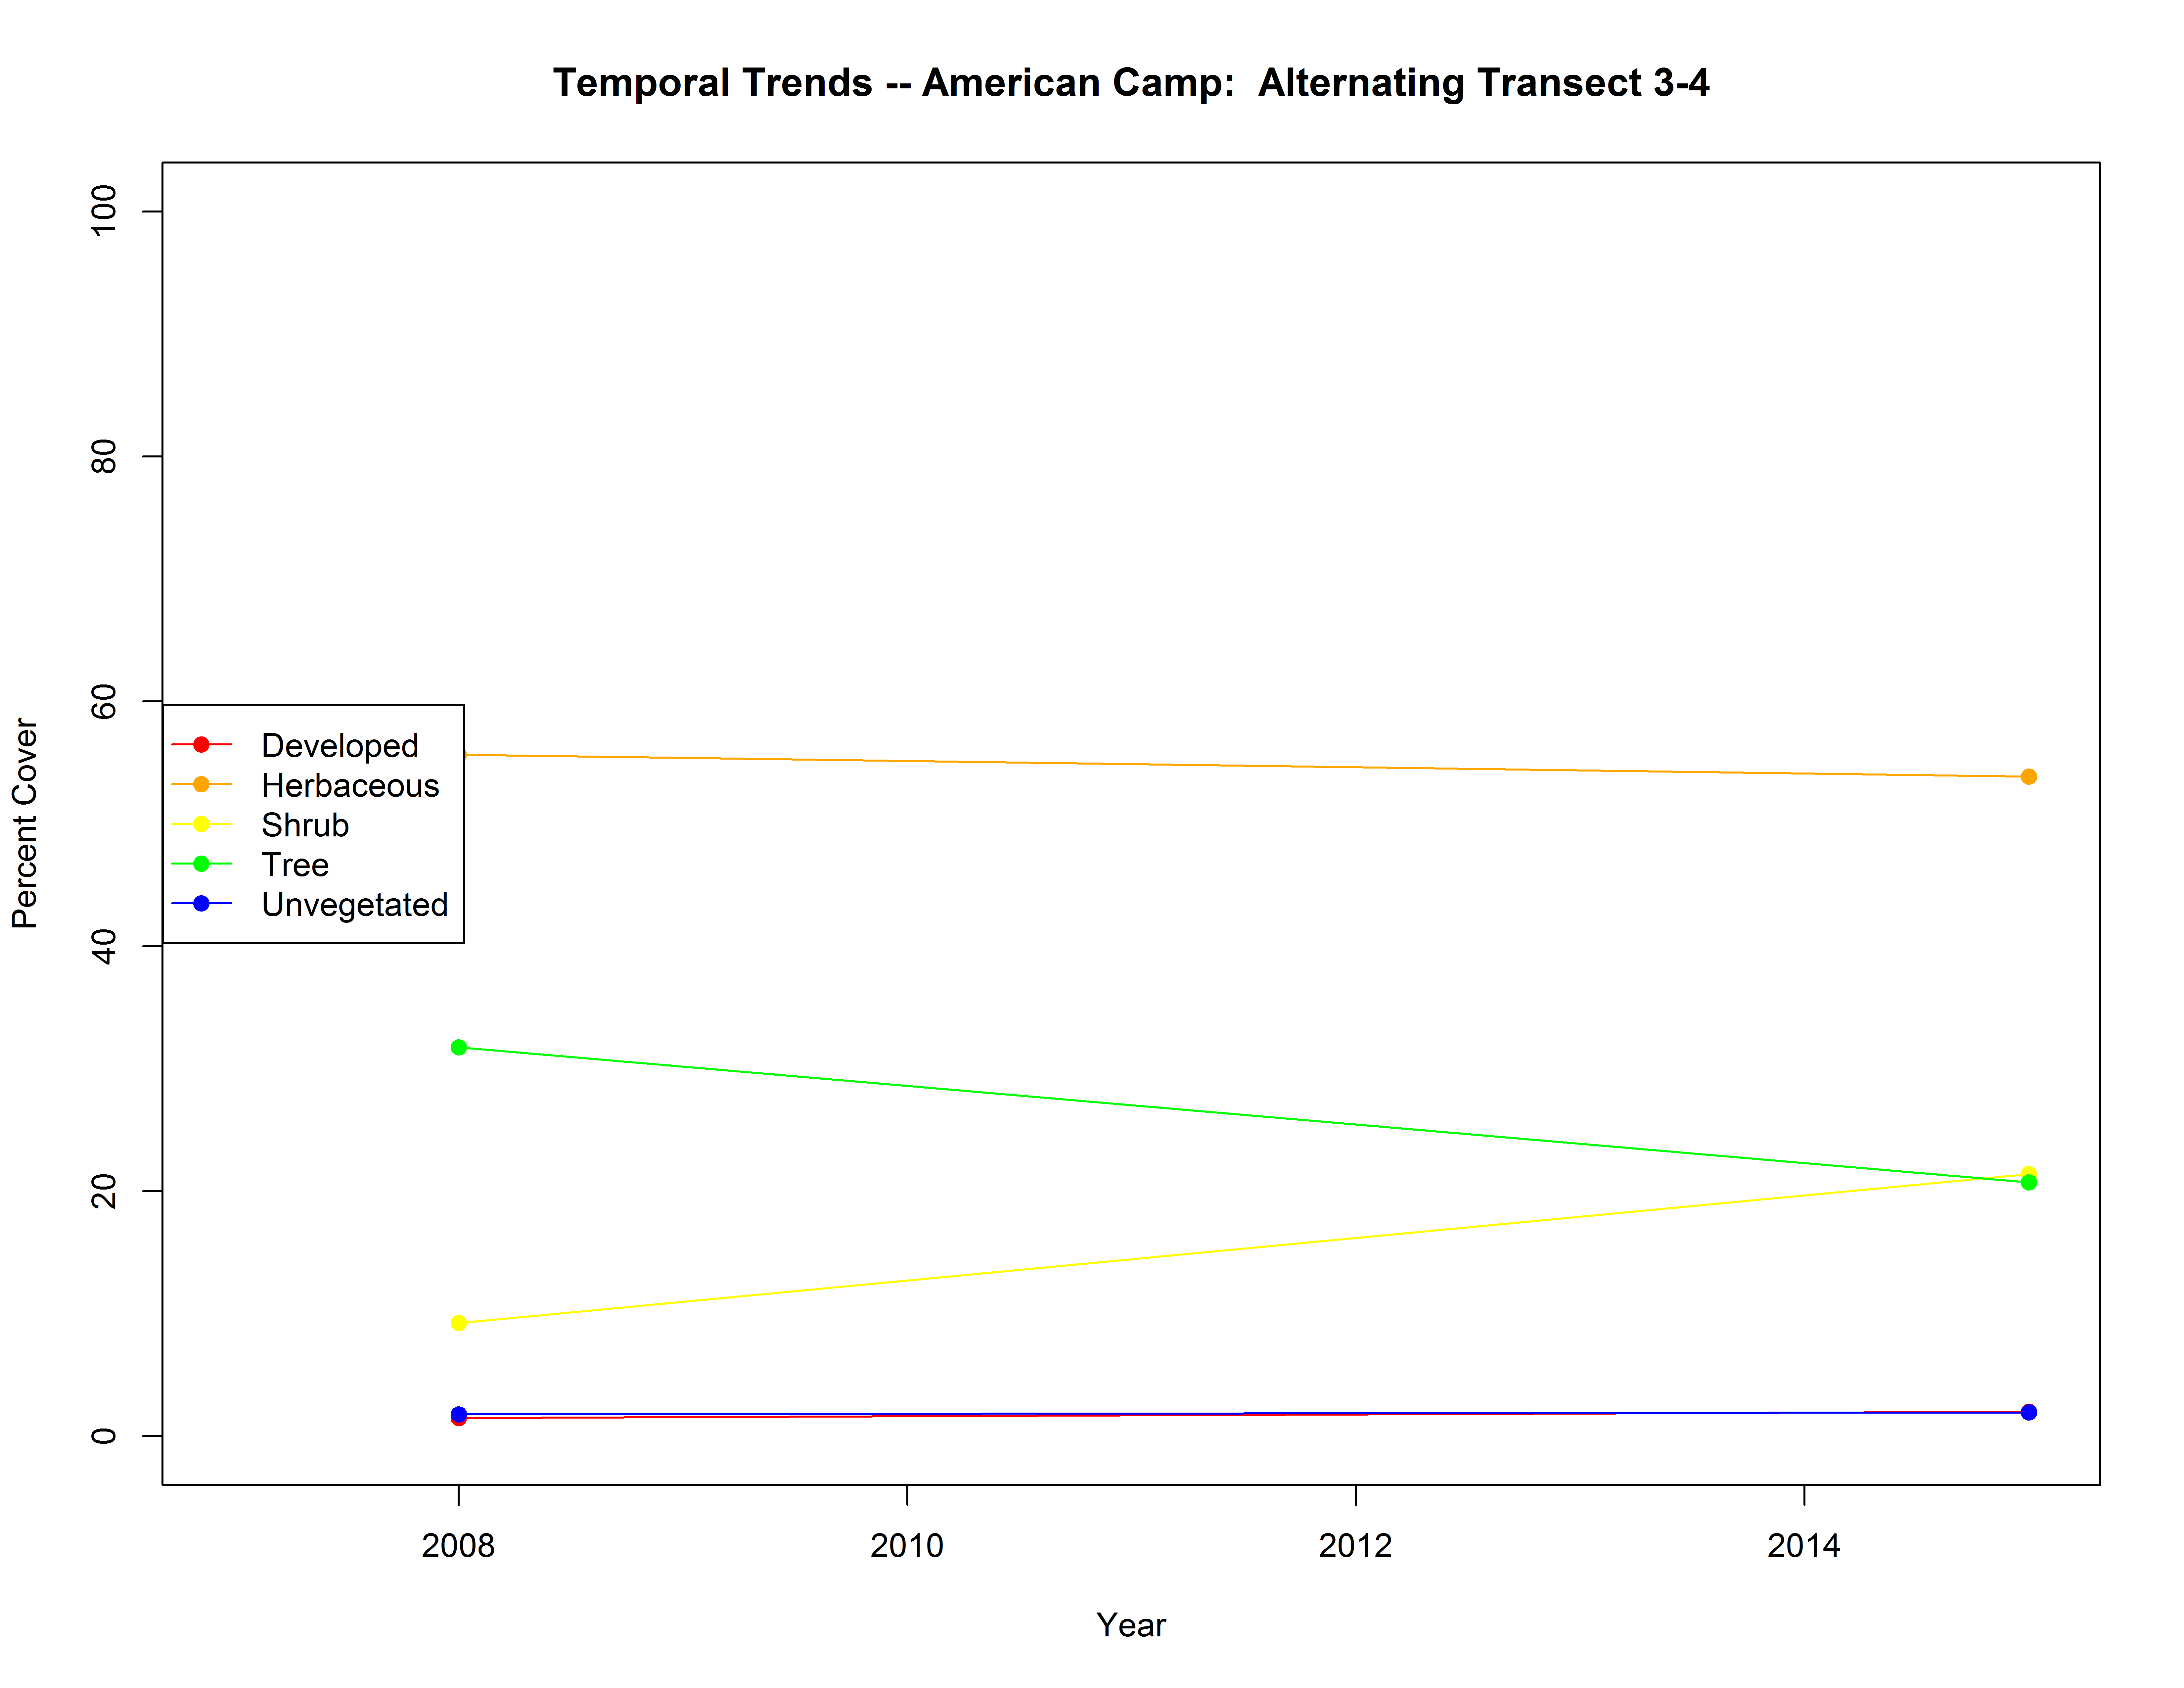 Temporal Trends -- American Camp:  Alternating Transect 3-4
Percent Cover
100
80
60
40
20
0
Developed
Herbaceous
Shrub
Tree
Unvegetated
2008 2010 2012 2014
Year